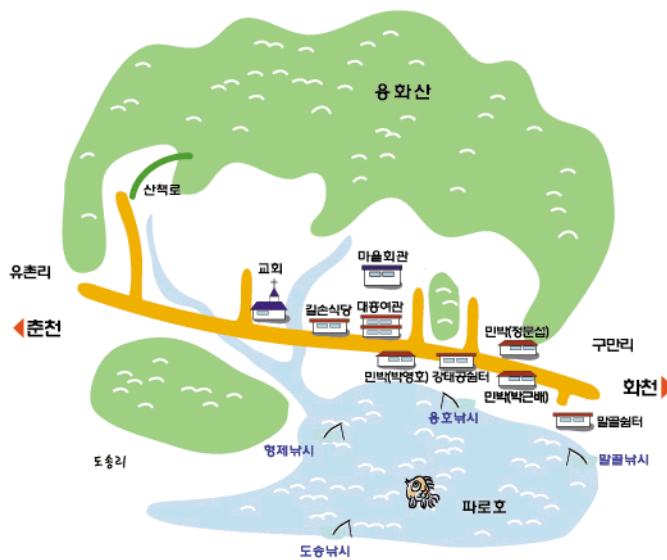 용화산
산책로
유촌리
춘천
교회
마을회관
길손식당
대흥여관
민박(정문섭)
구만리
민박(박영호)
강태공쉼터
민박(박근배)
화천
용호낚시
말골쉼터
형제낚시
말골낚시
도송리
파로호
도송낚시